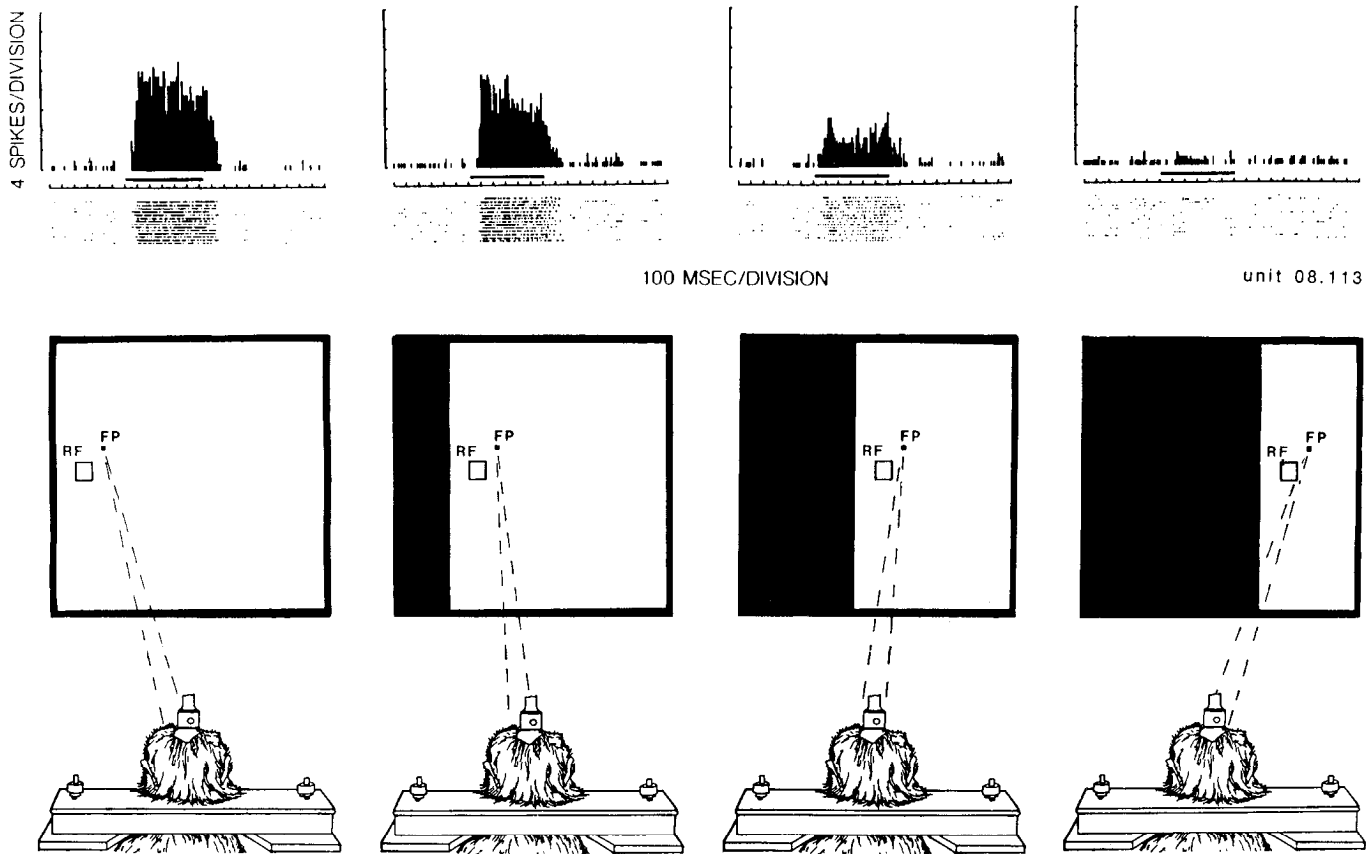 4 SPIKES/DIVISION
100 MSEC/DIVISION
unit 08.113
FP
RF
FP
RF
FP
RF
FP
RF